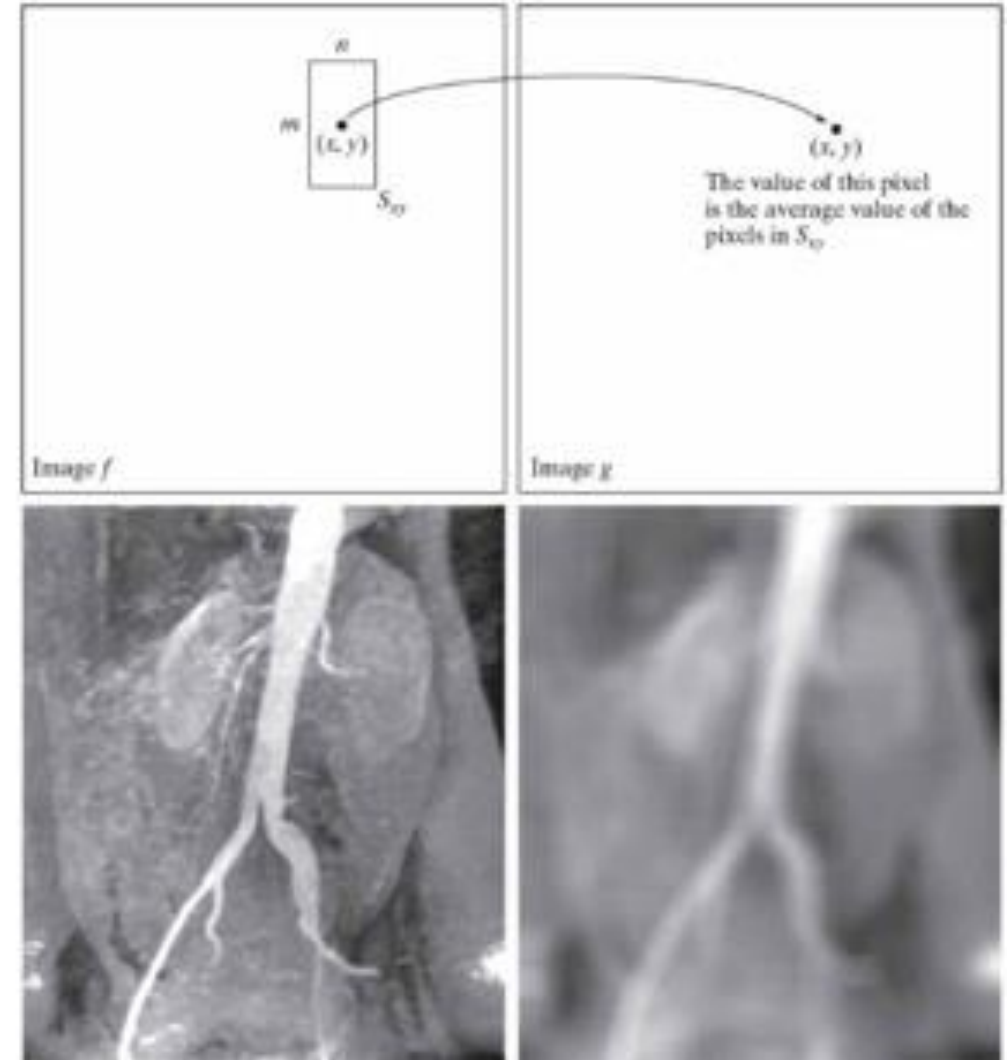 n
m
(x, y)
S_xy
Image f
(x, y)
The value of this pixel
is the average value of the
pixels in S_xy
Image g